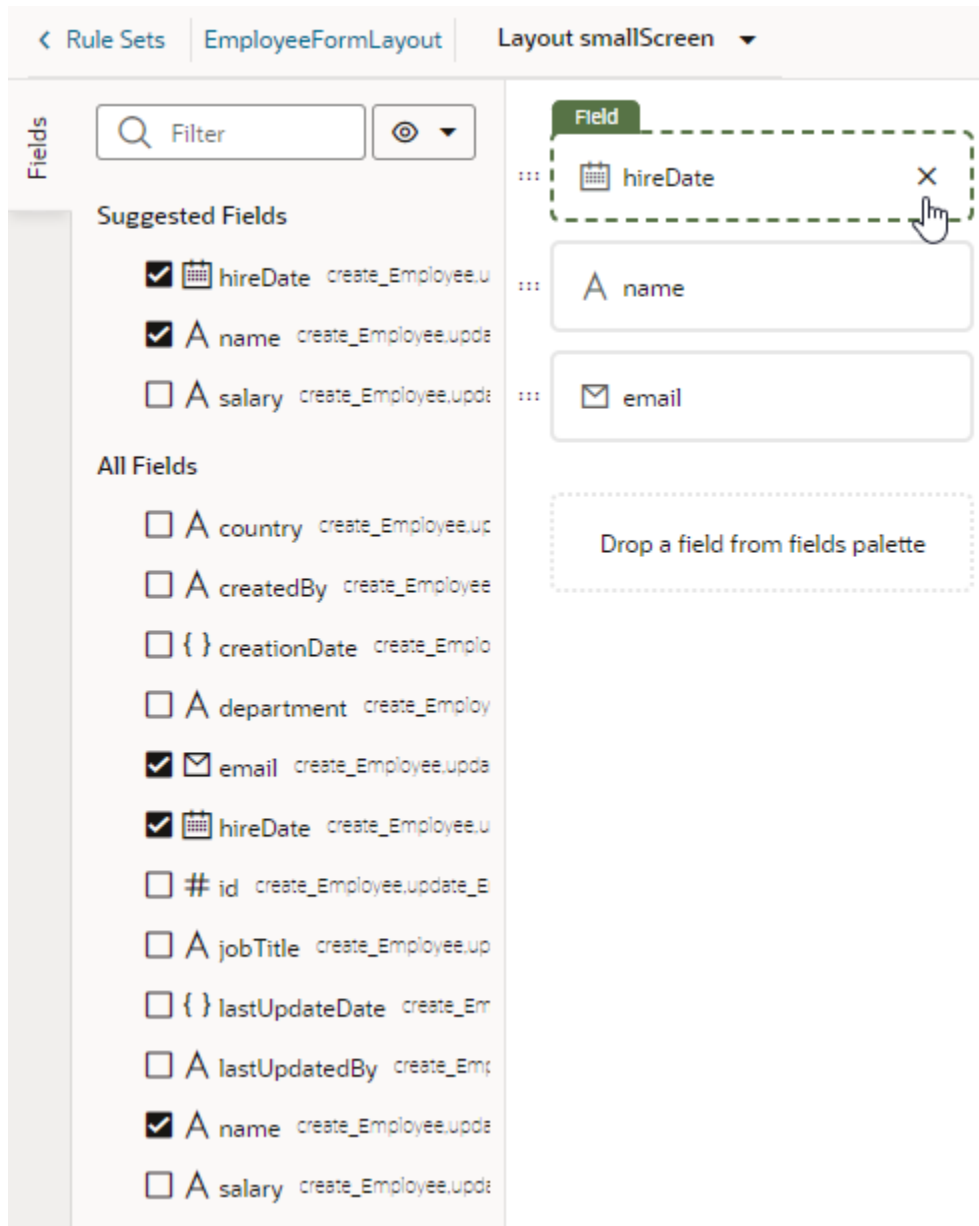 Rule Sets EmployeeFormLayout Layout smallScreen
Fields
Filter
Suggested Fields
hireDate create_Employee,u
name create_Employee,upda
salary create_Employee,upda
All Fields
country create_Employee,up
createdBy create_Employee
{ } creationDate create_Emplo
department create_Employ
email create_Employee,upda
hireDate create_Employee,u
# id create_Employee,update_E
jobTitle create_Employee,up
{ } lastUpdateDate create_Em
lastUpdatedBy create_Emp
name create_Employee,upda
salary create_Employee,upda
Field
hireDate
A name
email
Drop a field from fields palette